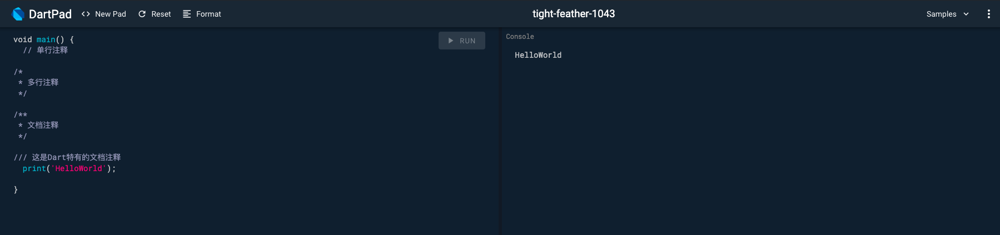 DartPad <> New Pad Reset Format tight-feather-1043 Samples
void main() {
  // 单行注释
/*
 * 多行注释
 */
/**
 * 文档注释
 */
/// 这是Dart特有的文档注释
  print('HelloWorld');
}
RUN
Console
HelloWorld